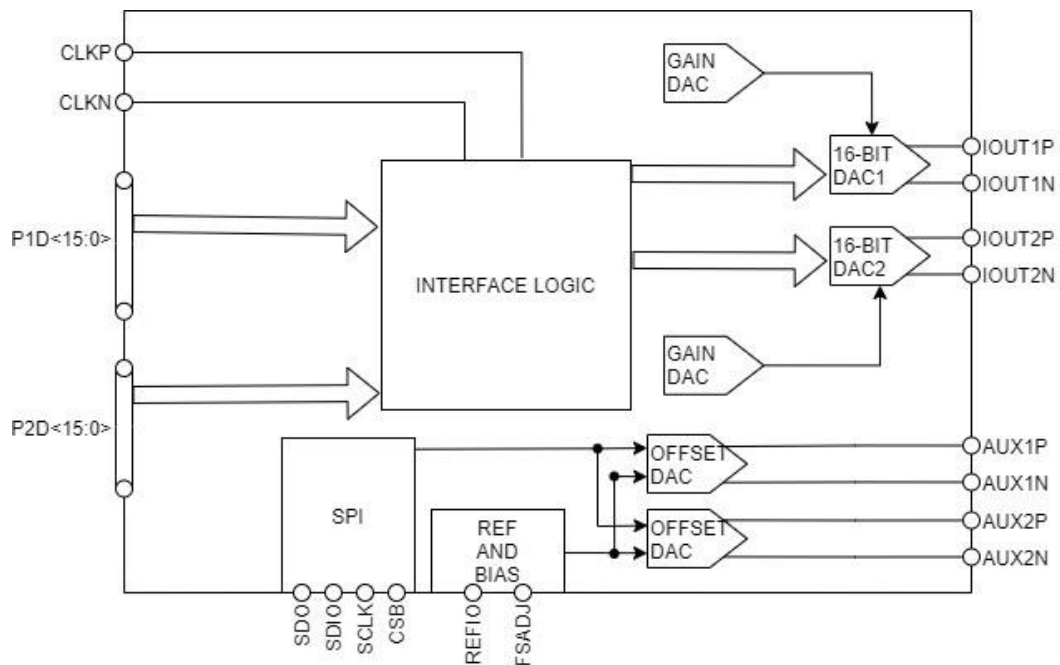 CLKP
CLKN
P1D<15:0>
P2D<15:0>
INTERFACE LOGIC
GAIN
DAC
16-BIT
DAC1
IOUT1P
IOUT1N
16-BIT
DAC2
IOUT2P
IOUT2N
GAIN
DAC
SPI
REF
AND
BIAS
OFFSET
DAC
AUX1P
AUX1N
OFFSET
DAC
AUX2P
AUX2N
SDO
SDIO
SCLK
CSB
REFIO
FSADJ